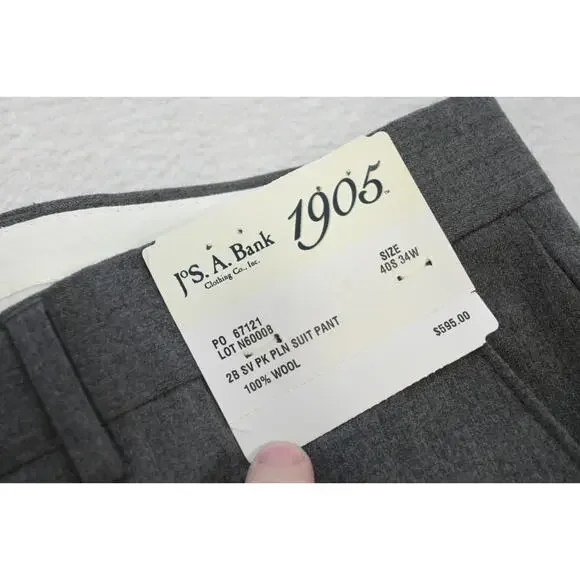 JoS. A. Bank
Clothing Co., Inc.
1905™
PO 67121
LOT N60008
2B SV PK PLN SUIT PANT
100% WOOL
SIZE
40S 34W
$595.00